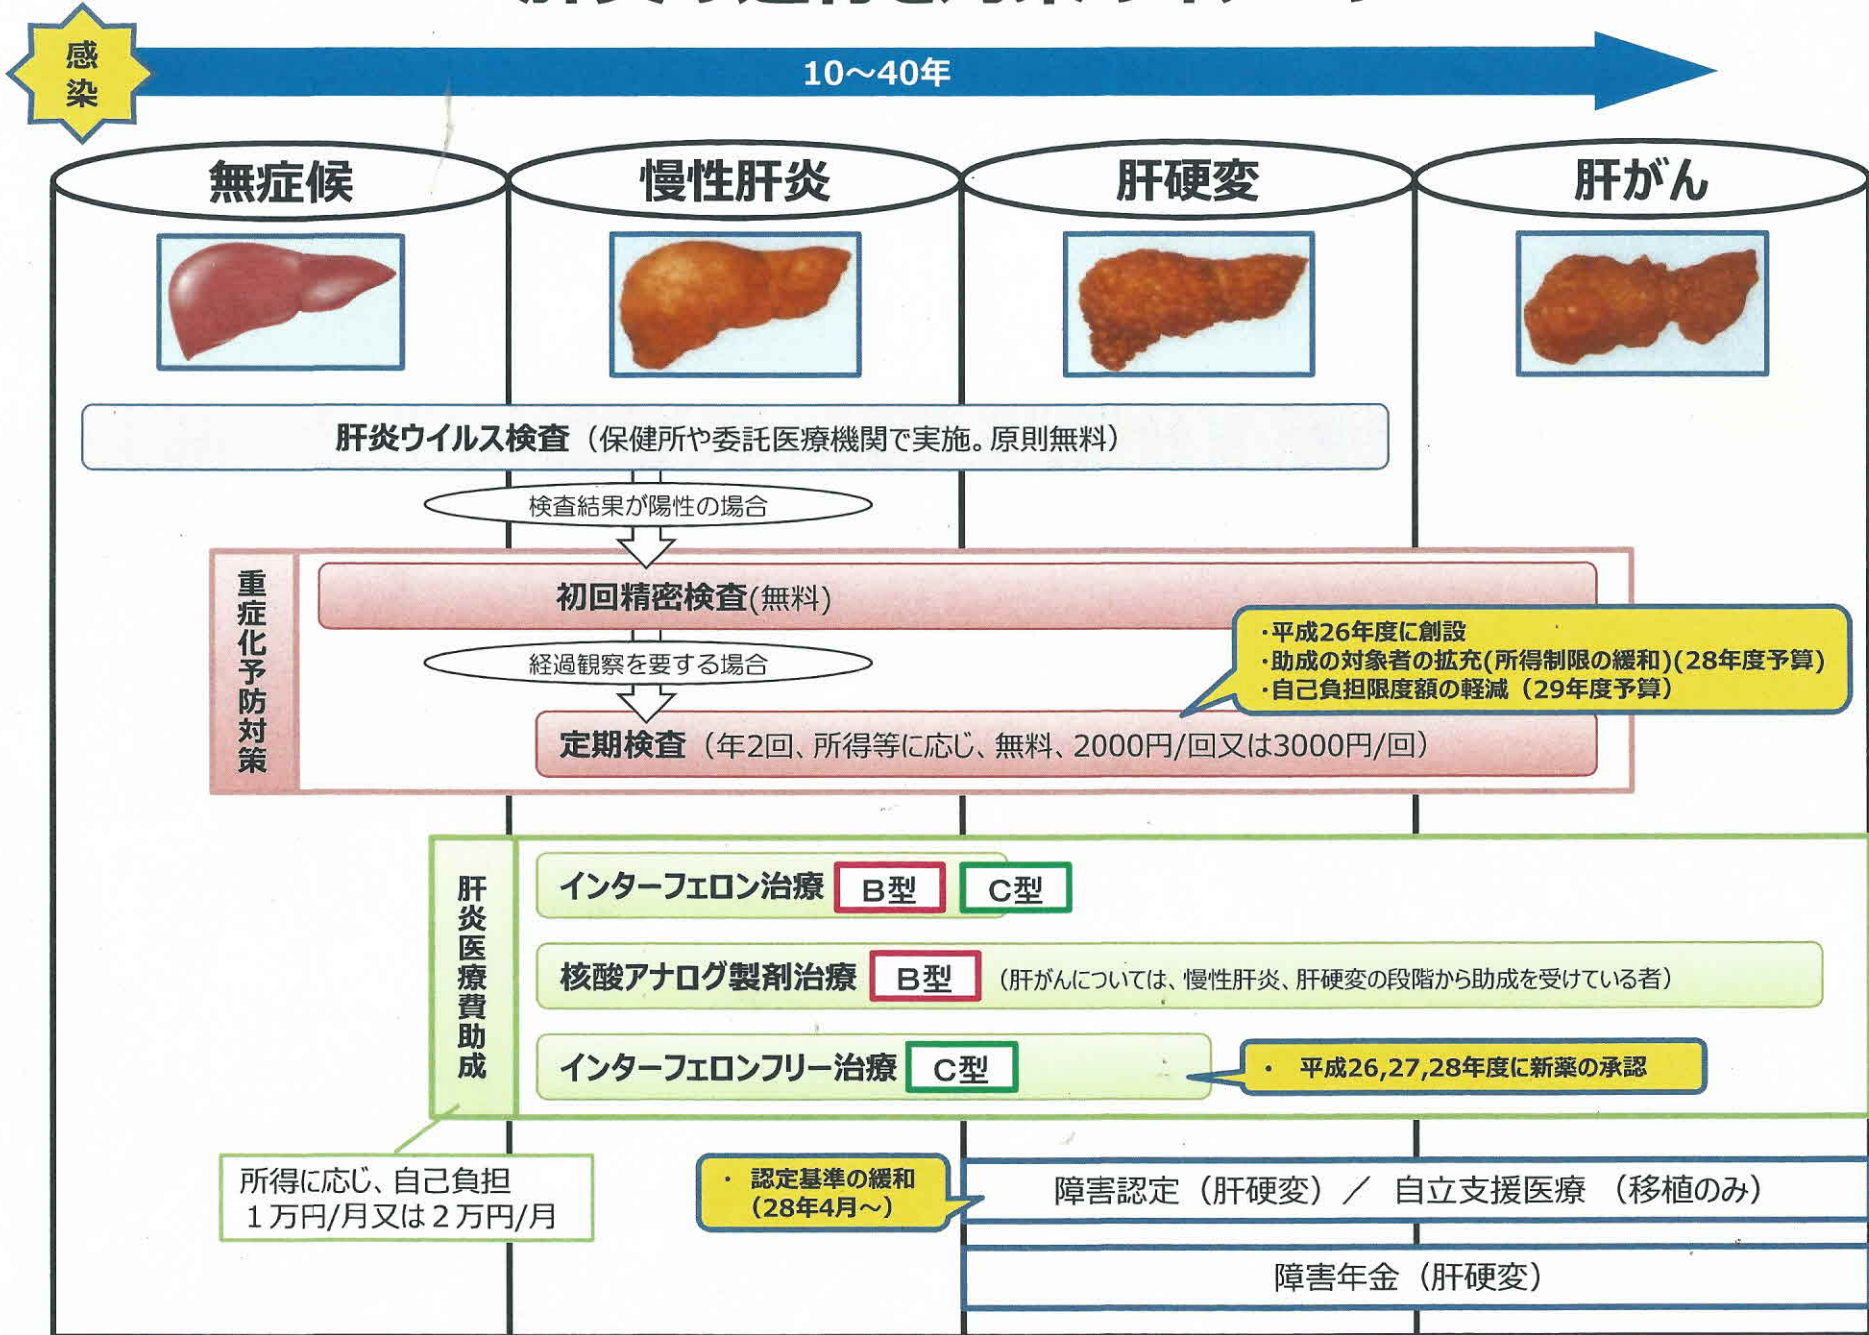 感
染
10～40年
無症候
慢性肝炎
肝硬変
肝がん
肝炎ウイルス検査（保健所や委託医療機関で実施。原則無料）
検査結果が陽性の場合
重症化予防対策
初回精密検査(無料)
経過観察を要する場合
・平成26年度に創設
・助成の対象者の拡充(所得制限の緩和)(28年度予算)
・自己負担限度額の軽減（29年度予算）
定期検査（年2回、所得等に応じ、無料、2000円/回又は3000円/回）
肝炎医療費助成
インターフェロン治療 B型 C型
核酸アナログ製剤治療 B型 （肝がんについては、慢性肝炎、肝硬変の段階から助成を受けている者）
インターフェロンフリー治療 C型
・ 平成26,27,28年度に新薬の承認
所得に応じ、自己負担
１万円/月又は２万円/月
・ 認定基準の緩和
（28年4月～）
障害認定（肝硬変）／ 自立支援医療 （移植のみ）
障害年金（肝硬変）